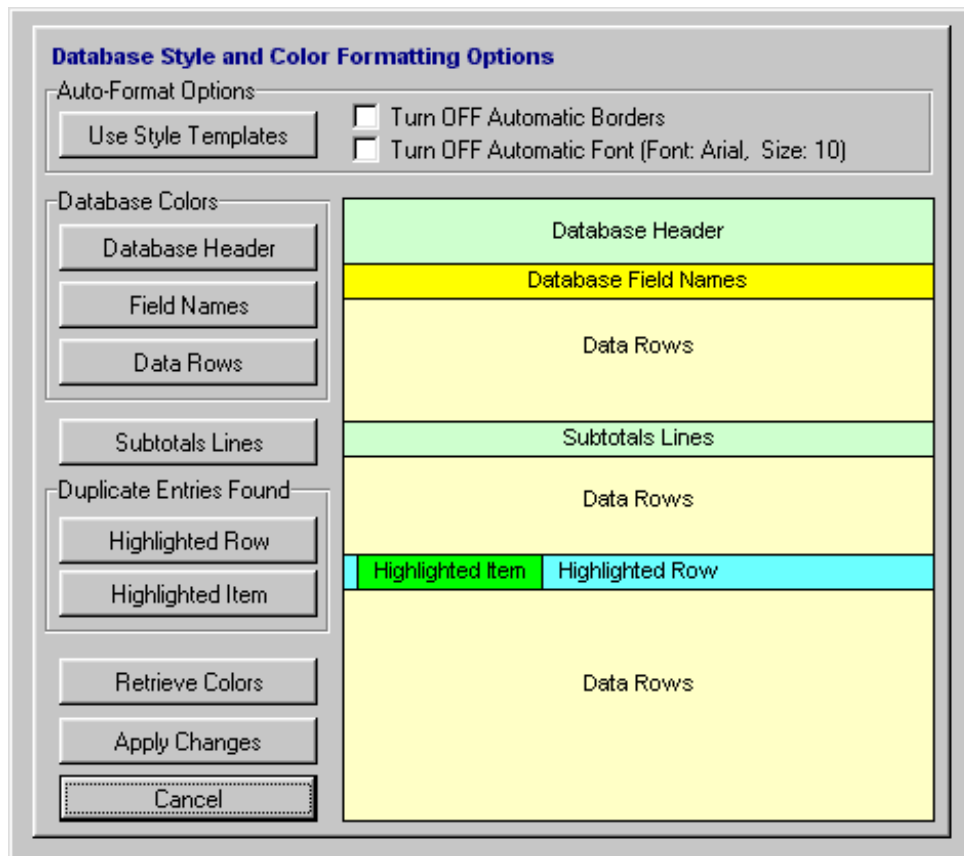 Database Style and Color Formatting Options
Auto-Format Options
Use Style Templates
Turn OFF Automatic Borders
Turn OFF Automatic Font (Font: Arial,  Size: 10)
Database Colors
Database Header
Field Names
Data Rows
Subtotals Lines
Duplicate Entries Found
Highlighted Row
Highlighted Item
Retrieve Colors
Apply Changes
Cancel
Database Header
Database Field Names
Data Rows
Subtotals Lines
Data Rows
Highlighted Item Highlighted Row
Data Rows